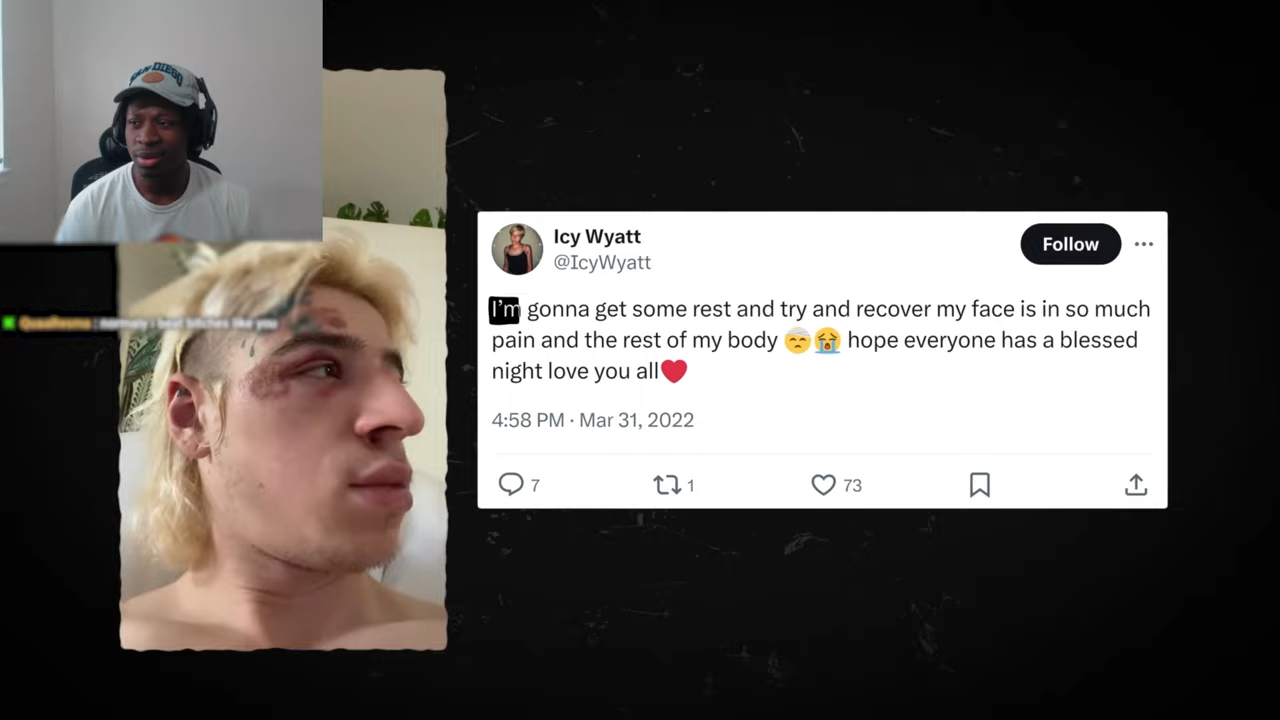 SAN DIEGO
Icy Wyatt
@IcyWyatt
Follow
I'm gonna get some rest and try and recover my face is in so much
pain and the rest of my body 🤕😭 hope everyone has a blessed
night love you all❤️
4:58 PM · Mar 31, 2022
7
1
73